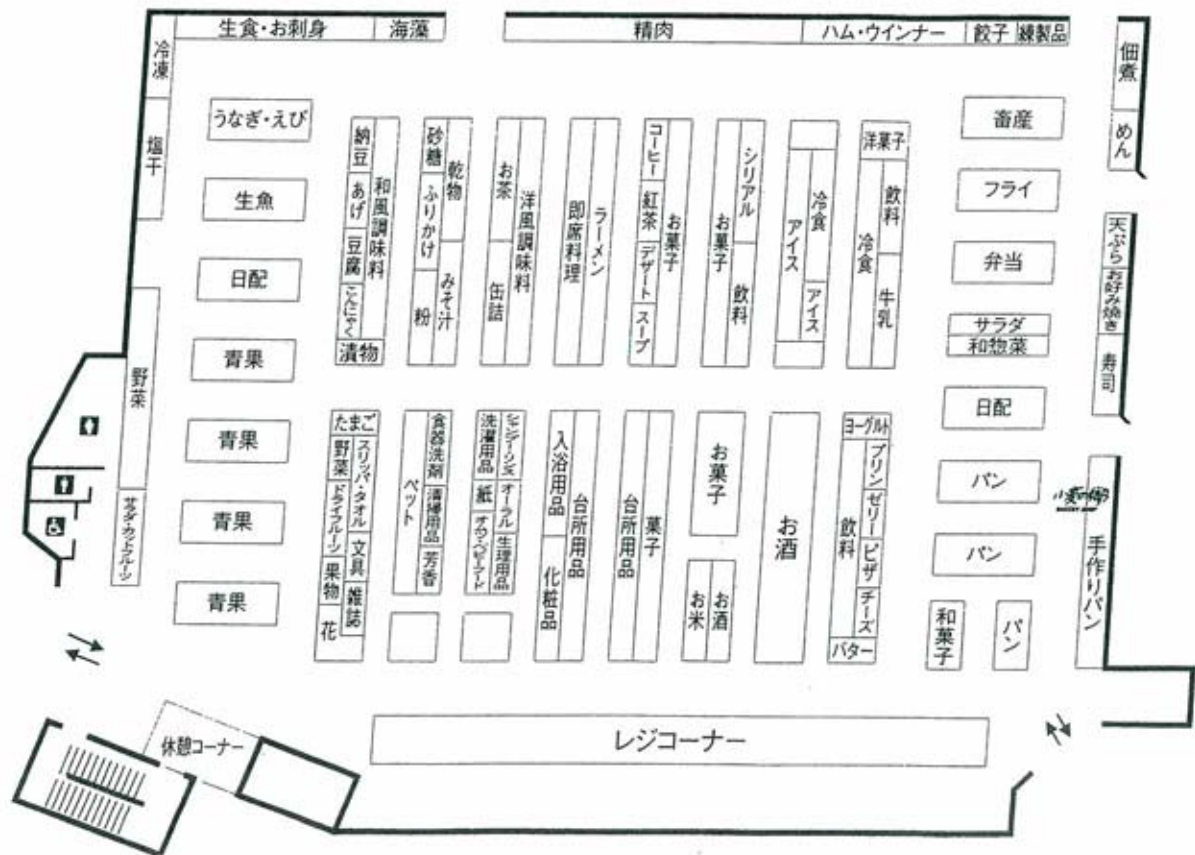 生食・お刺身
海藻
精肉
ハム・ウインナー
餃子
練製品
冷凍
塩干
佃煮
めん
うなぎ・えび
生魚
日配
青果
青果
青果
青果
野菜
サラダ・カットフルーツ
納豆
あげ
豆腐
こんにゃく
和風調味料
漬物
砂糖
ふりかけ
粉
乾物
みそ汁
お茶
缶詰
洋風調味料
即席料理
ラーメン
コーヒー
紅茶
デザート
スープ
お菓子
お菓子
シリアル
飲料
アイス
冷食
アイス
洋菓子
冷食
飲料
牛乳
畜産
フライ
弁当
サラダ
和惣菜
日配
パン
パン
和菓子
パン
天ぷら
お好み焼き
寿司
手作りパン
たまご
野菜
ドライフルーツ
果物
花
スリッパ・タオル
文具
雑誌
ペット
食器洗剤
清掃用品
芳香
洗濯用品
紙
オムツ・ベビーフード
シャンプー・リンス
オーラル
生理用品
入浴用品
化粧品
台所用品
台所用品
菓子
お菓子
お米
お酒
お酒
ヨーグルト
飲料
プリン
ゼリー
ピザ
チーズ
バター
休憩コーナー
レジコーナー